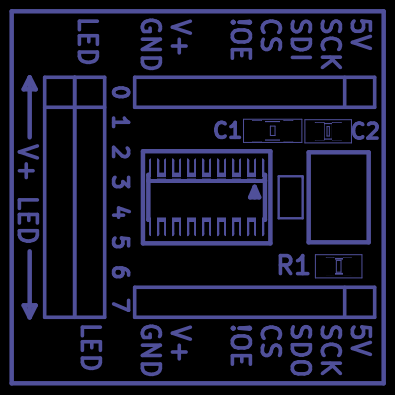 LED
GND
V+
!OE
CS
SDI
SCK
5V
0
1
2
3
4
5
6
7
V+ LED
C1
C2
R1
LED
GND
V+
!OE
CS
SDO
SCK
5V